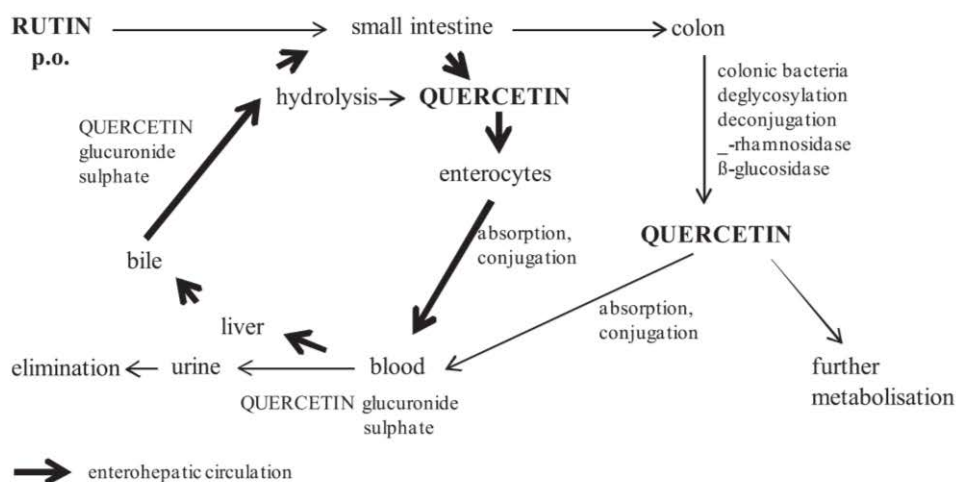 RUTIN small intestine colon
p.o.
hydrolysis QUERCETIN
colonic bacteria
deglycosylation
deconjugation
_-rhamnosidase
ß-glucosidase
QUERCETIN
glucuronide
sulphate
enterocytes
absorption,
conjugation
QUERCETIN
bile
absorption,
conjugation
liver
elimination urine blood
QUERCETIN glucuronide
sulphate
further
metabolisation
enterohepatic circulation